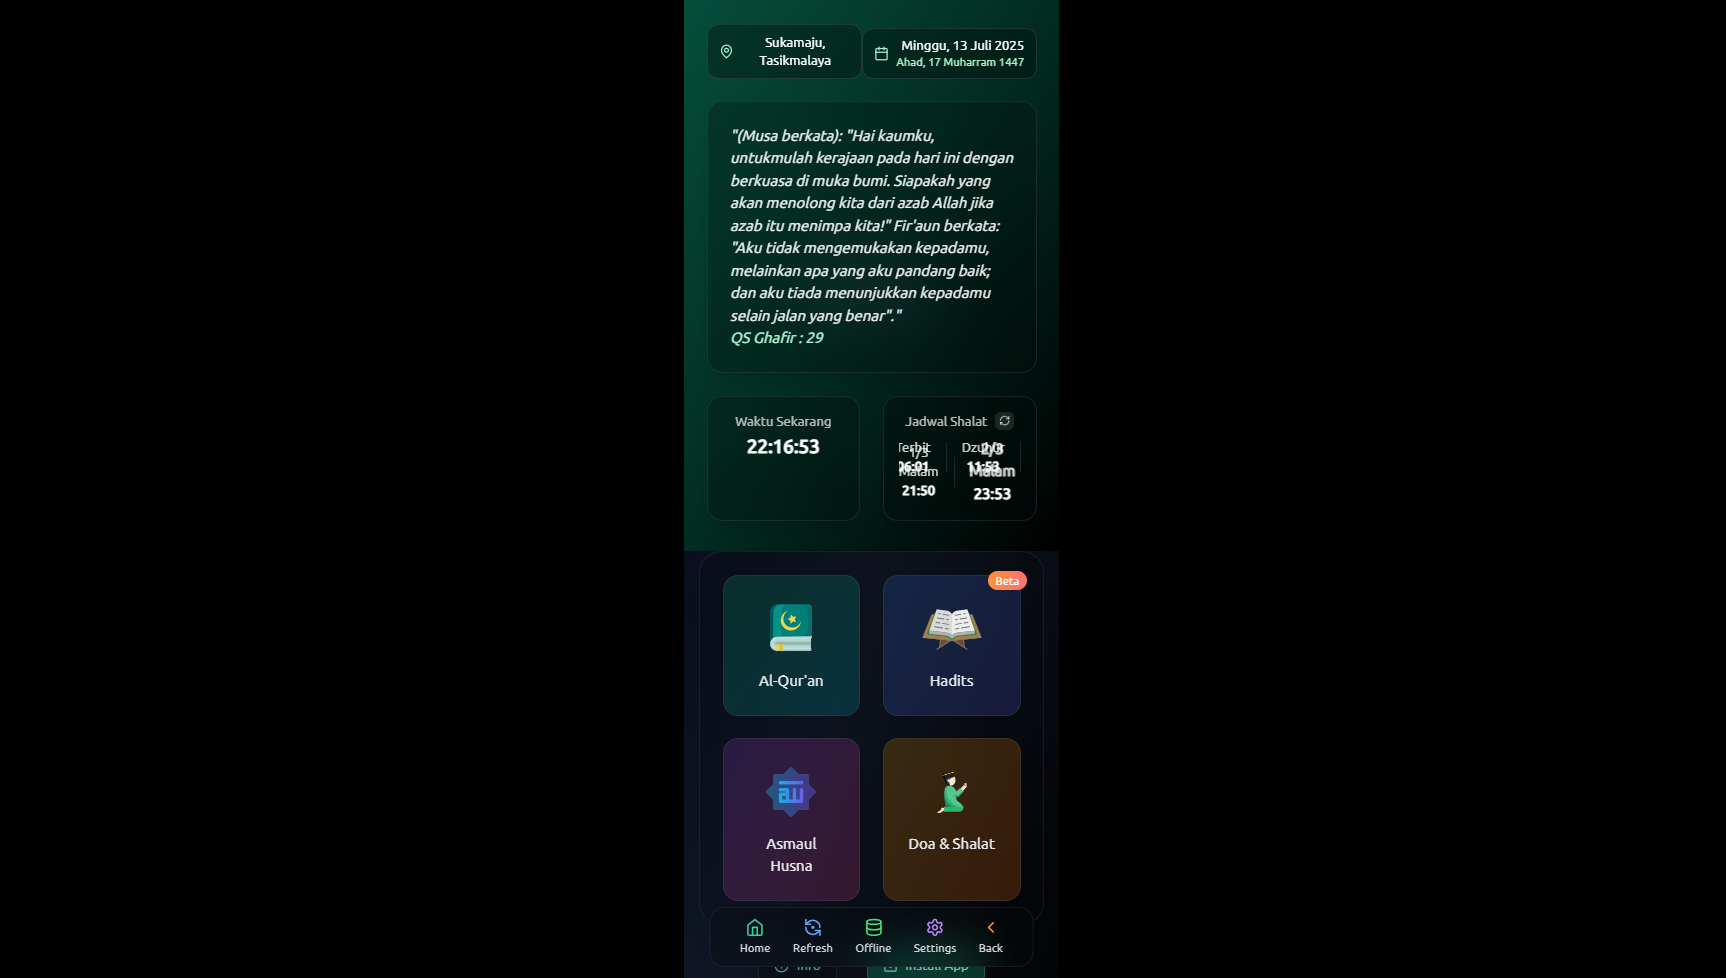 Sukamaju,
Tasikmalaya
Minggu, 13 Juli 2025
Ahad, 17 Muharram 1447
"(Musa berkata): "Hai kaumku,
untukmulah kerajaan pada hari ini dengan
berkuasa di muka bumi. Siapakah yang
akan menolong kita dari azab Allah jika
azab itu menimpa kita!" Fir'aun berkata:
"Aku tidak mengemukakan kepadamu,
melainkan apa yang aku pandang baik;
dan aku tiada menunjukkan kepadamu
selain jalan yang benar"."
QS Ghafir : 29
Waktu Sekarang
22:16:53
Jadwal Shalat
Terbit
06:01
Dzuhur
11:53
1/3
Malam
21:50
2/3
Malam
23:53
Beta
Al-Qur'an
Hadits
Asmaul
Husna
Doa & Shalat
Home
Refresh
Offline
Settings
Back
Info
Install App